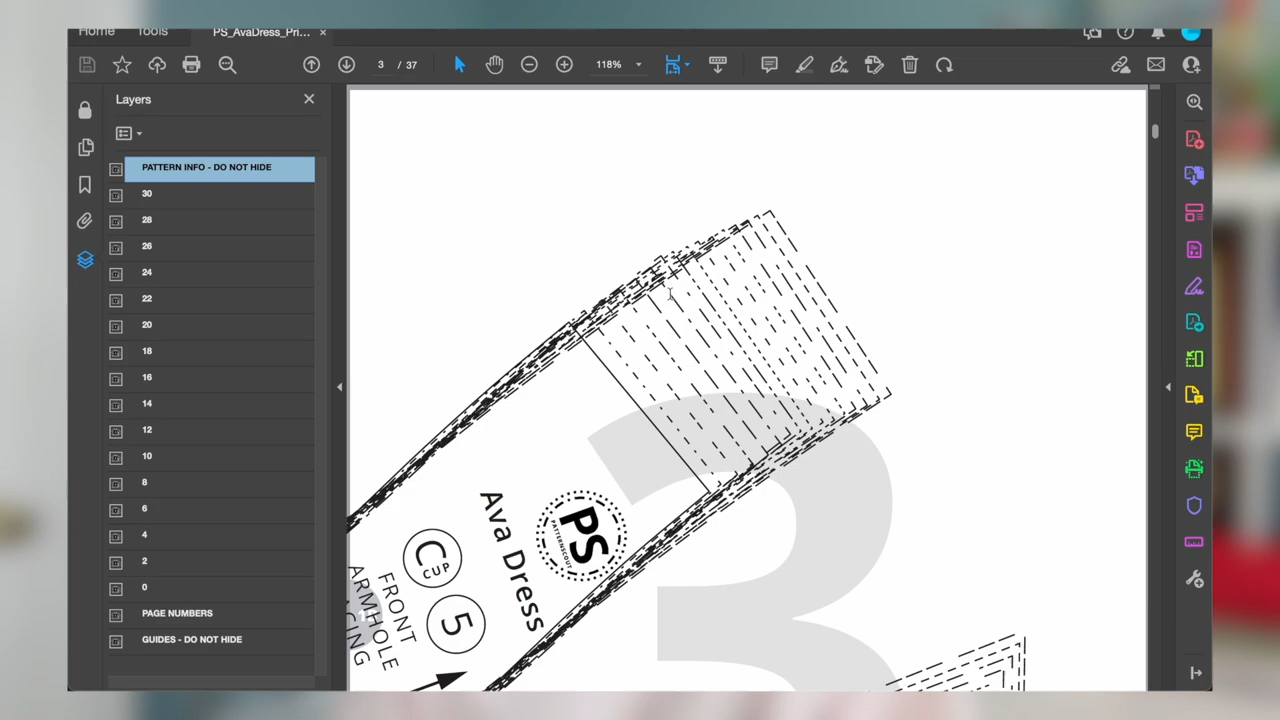 Home
Tools
PS_AvaDress_Pri...
3 / 37
118%
Layers
PATTERN INFO - DO NOT HIDE
30
28
26
24
22
20
18
16
14
12
10
8
6
4
2
0
PAGE NUMBERS
GUIDES - DO NOT HIDE
3
PS
PATTERNSCOUT
Ava Dress
C
CUP
5
FRONT
ARMHOLE